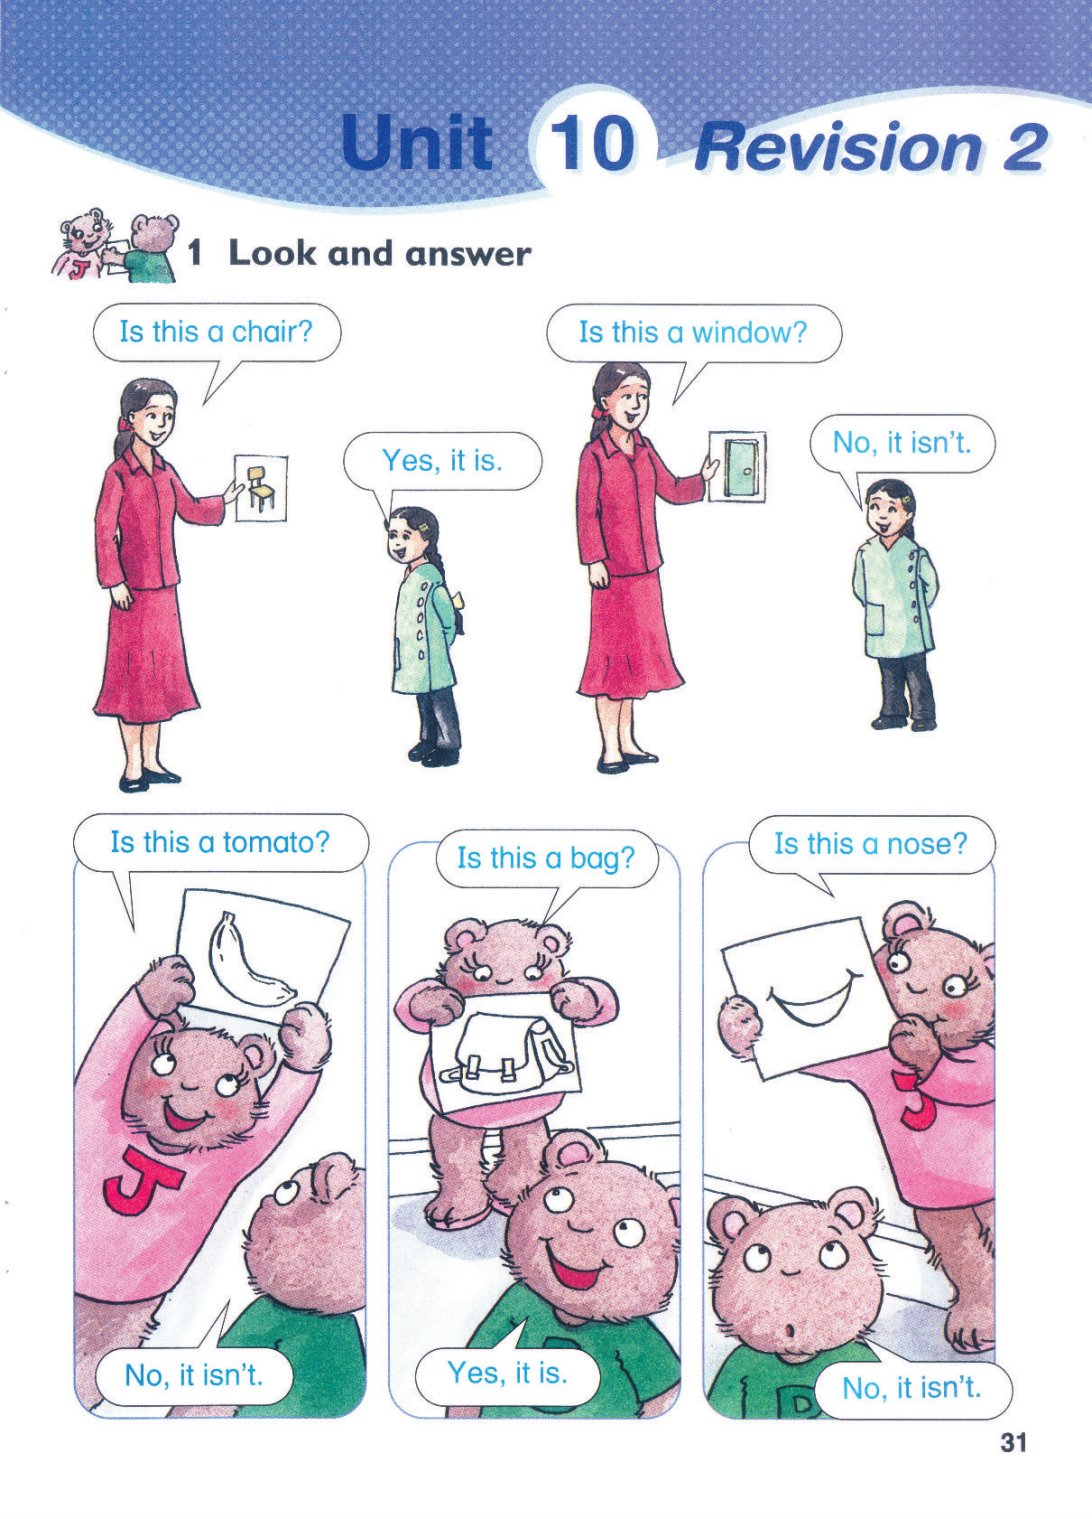 Unit 10 Revision 2
1 Look and answer
Is this a chair?
Is this a window?
Yes, it is.
No, it isn't.
Is this a tomato?
Is this a bag?
Is this a nose?
J
J
D
D
No, it isn't.
Yes, it is.
No, it isn't.
31